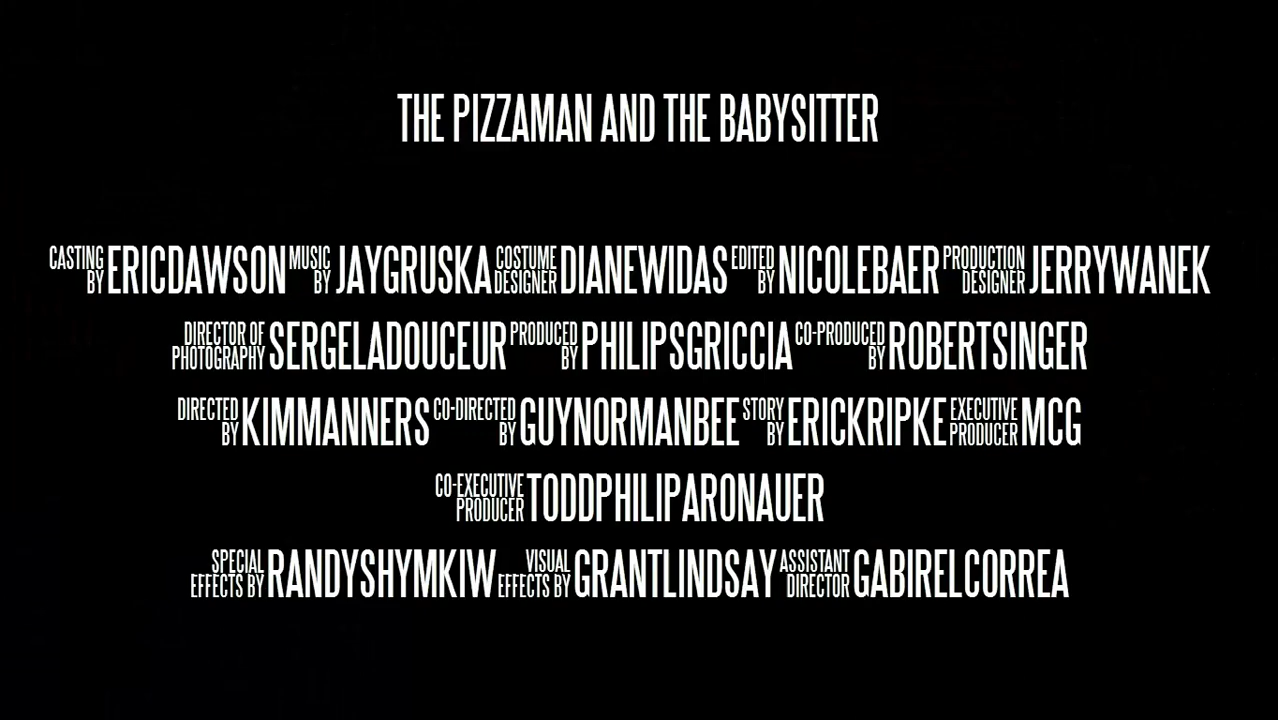 THE PIZZAMAN AND THE BABYSITTER
CASTING BY ERICDAWSON MUSIC BY JAYGRUSKA COSTUME DESIGNER DIANEWIDAS EDITED BY NICOLEBAER PRODUCTION DESIGNER JERRYWANEK
DIRECTOR OF PHOTOGRAPHY SERGELADOUCEUR PRODUCED BY PHILIPSGRICCIA CO-PRODUCED BY ROBERTSINGER
DIRECTED BY KIMMANNERS CO-DIRECTED BY GUYNORMANBEE STORY BY ERICKRIPKE EXECUTIVE PRODUCER MCG
CO-EXECUTIVE PRODUCER TODDPHILIPARONAUER
SPECIAL EFFECTS BY RANDYSHYMKIW VISUAL EFFECTS BY GRANTLINDSAY ASSISTANT DIRECTOR GABIRELCORREA